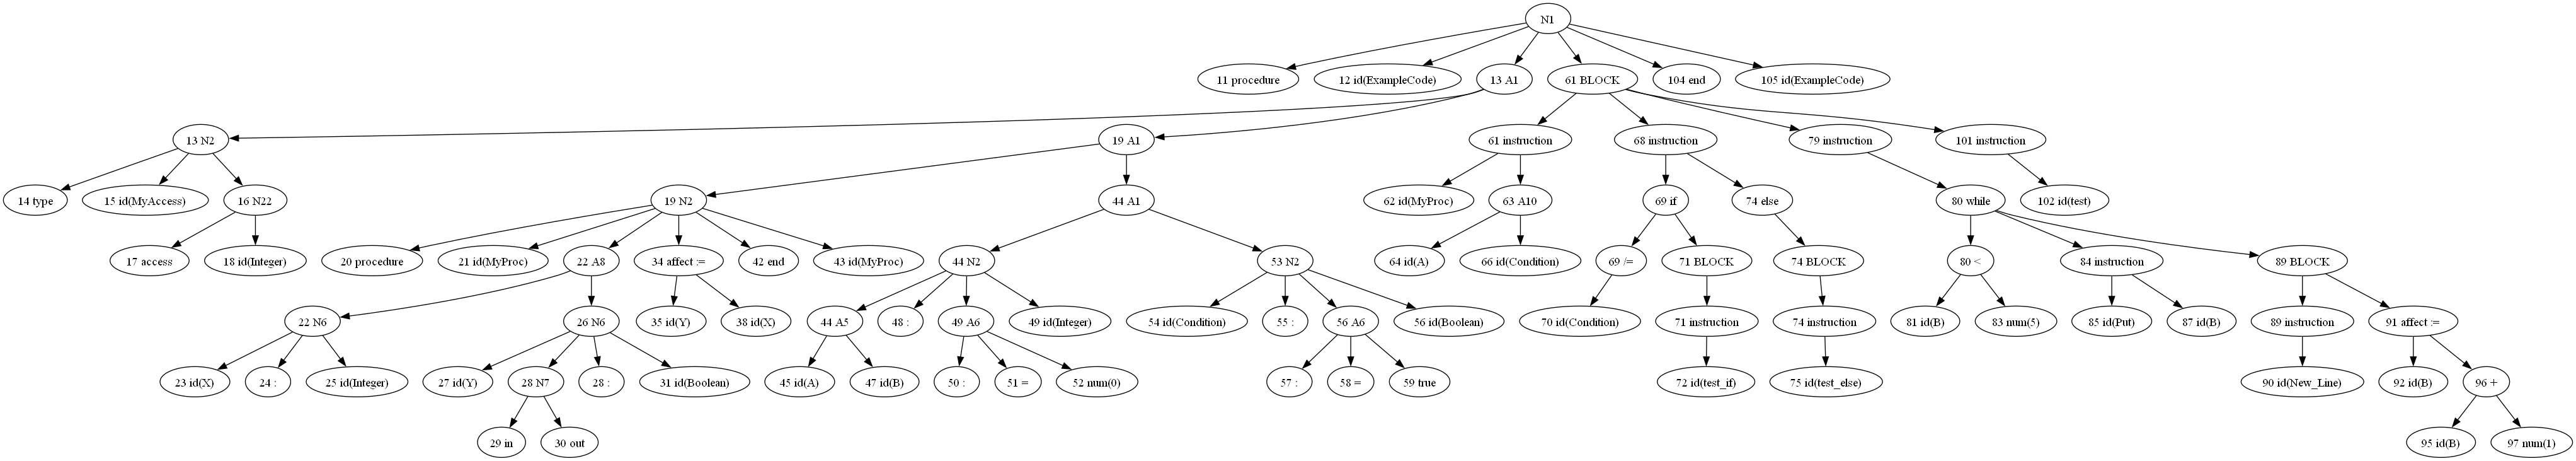 N1
11 procedure
12 id(ExampleCode)
13 A1
61 BLOCK
104 end
105 id(ExampleCode)
13 N2
19 A1
61 instruction
68 instruction
79 instruction
101 instruction
14 type
15 id(MyAccess)
16 N22
19 N2
44 A1
62 id(MyProc)
63 A10
69 if
74 else
80 while
102 id(test)
17 access
18 id(Integer)
20 procedure
21 id(MyProc)
22 A8
34 affect :=
42 end
43 id(MyProc)
44 N2
53 N2
64 id(A)
66 id(Condition)
69 /=
71 BLOCK
74 BLOCK
80 <
84 instruction
89 BLOCK
22 N6
26 N6
35 id(Y)
38 id(X)
44 A5
48 :
49 A6
49 id(Integer)
54 id(Condition)
55 :
56 A6
56 id(Boolean)
70 id(Condition)
71 instruction
74 instruction
81 id(B)
83 num(5)
85 id(Put)
87 id(B)
89 instruction
91 affect :=
23 id(X)
24 :
25 id(Integer)
27 id(Y)
28 N7
28 :
31 id(Boolean)
45 id(A)
47 id(B)
50 :
51 =
52 num(0)
57 :
58 =
59 true
72 id(test_if)
75 id(test_else)
90 id(New_Line)
92 id(B)
96 +
29 in
30 out
95 id(B)
97 num(1)